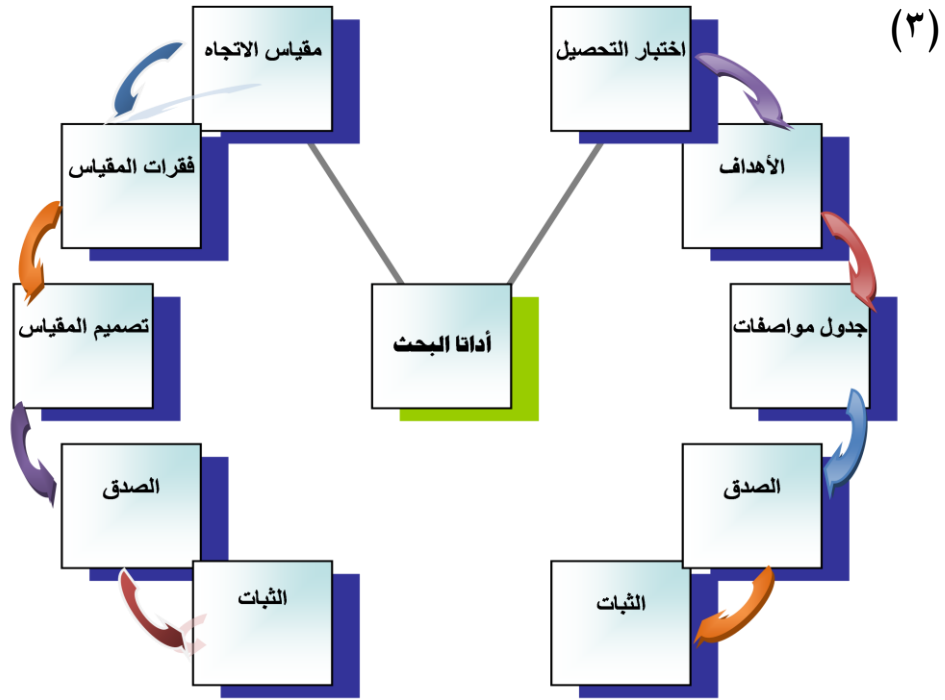 (٣)
اختبار التحصيل
مقياس الاتجاه
الأهداف
فقرات المقياس
جدول مواصفات
أداتا البحث
تصميم المقياس
الصدق
الصدق
الثبات
الثبات